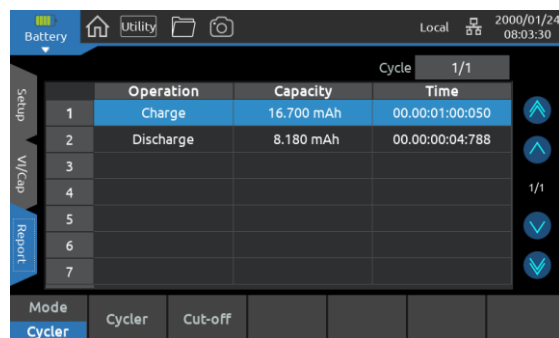 Battery Utility Local 2000/01/24
08:03:30
Cycle 1/1
Operation Capacity Time
1 Charge 16.700 mAh 00.00:01:00:050
2 Discharge 8.180 mAh 00.00:00:04:788
3
4
5
6
7
Setup
VI/Cap
Report
1/1
Mode
Cycler
Cycler
Cut-off